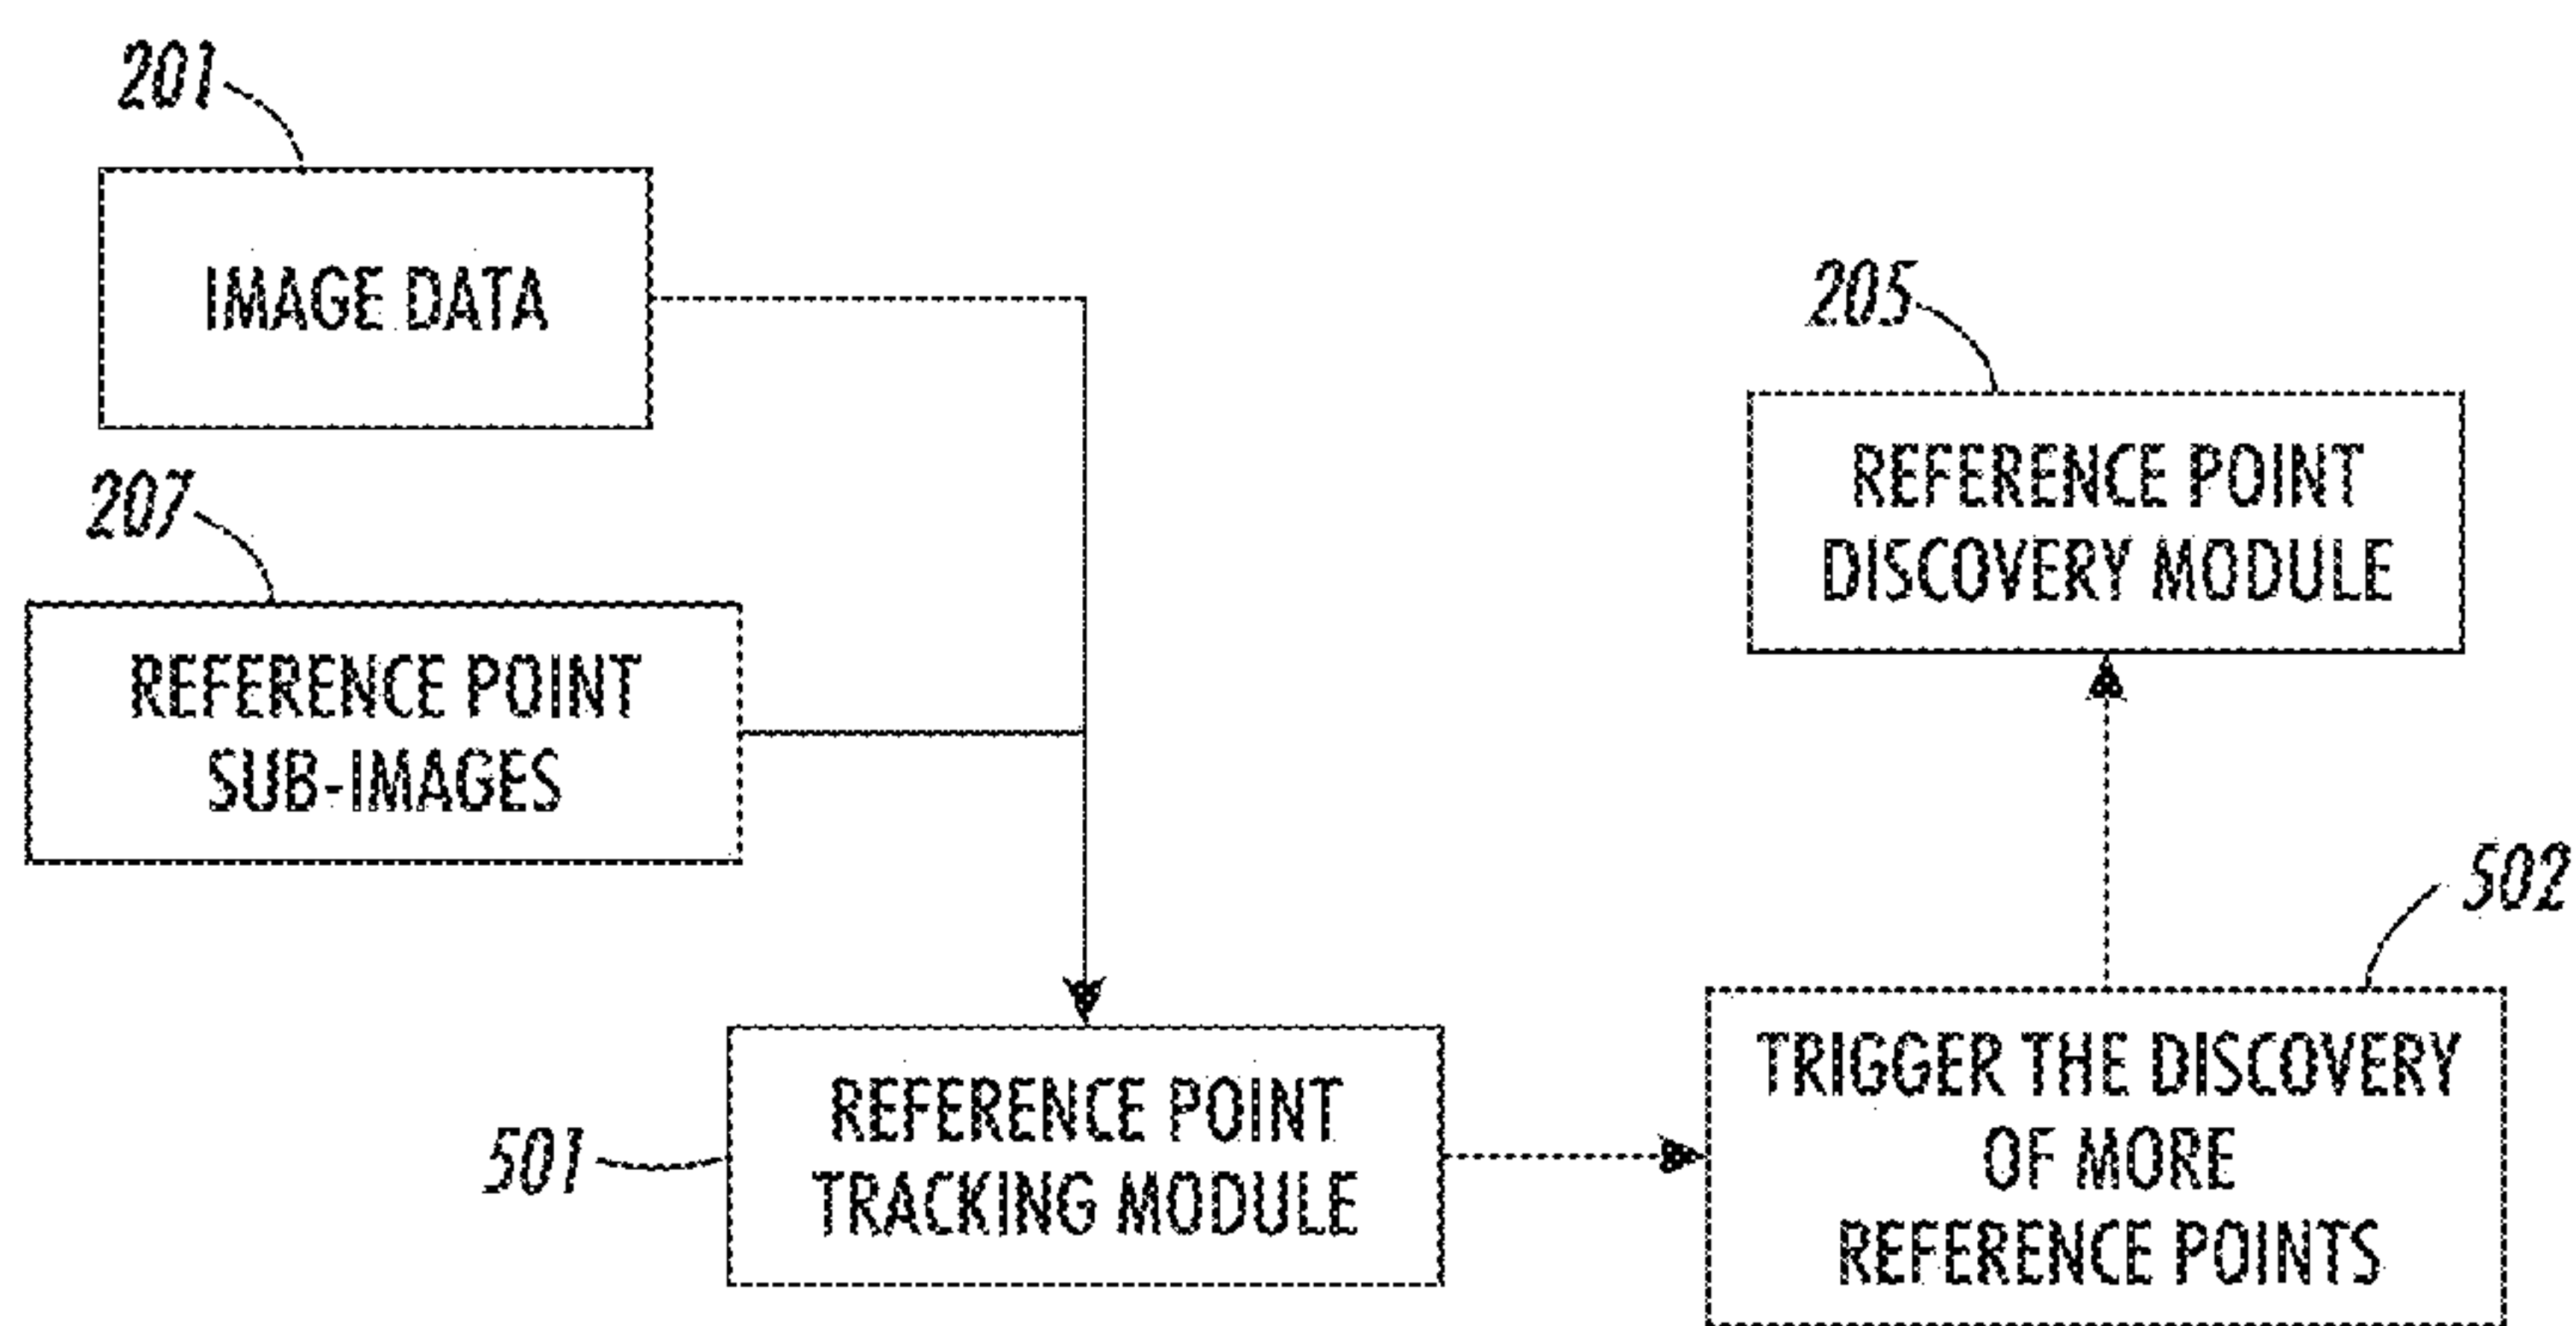 201
IMAGE DATA
207
REFERENCE POINT
SUB-IMAGES
205
REFERENCE POINT
DISCOVERY MODULE
501
REFERENCE POINT
TRACKING MODULE
502
TRIGGER THE DISCOVERY
OF MORE
REFERENCE POINTS